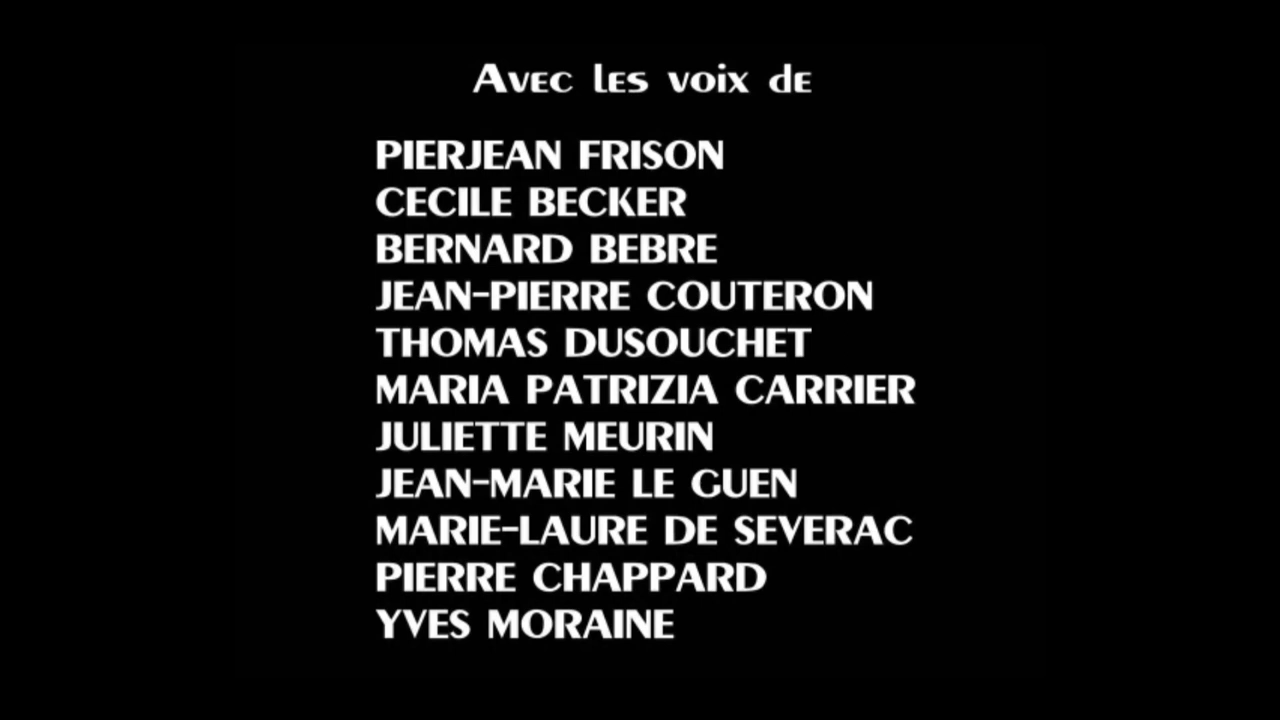 Avec les voix de
PIERJEAN FRISON
CECILE BECKER
BERNARD BEBRE
JEAN-PIERRE COUTERON
THOMAS DUSOUCHET
MARIA PATRIZIA CARRIER
JULIETTE MEURIN
JEAN-MARIE LE GUEN
MARIE-LAURE DE SEVERAC
PIERRE CHAPPARD
YVES MORAINE